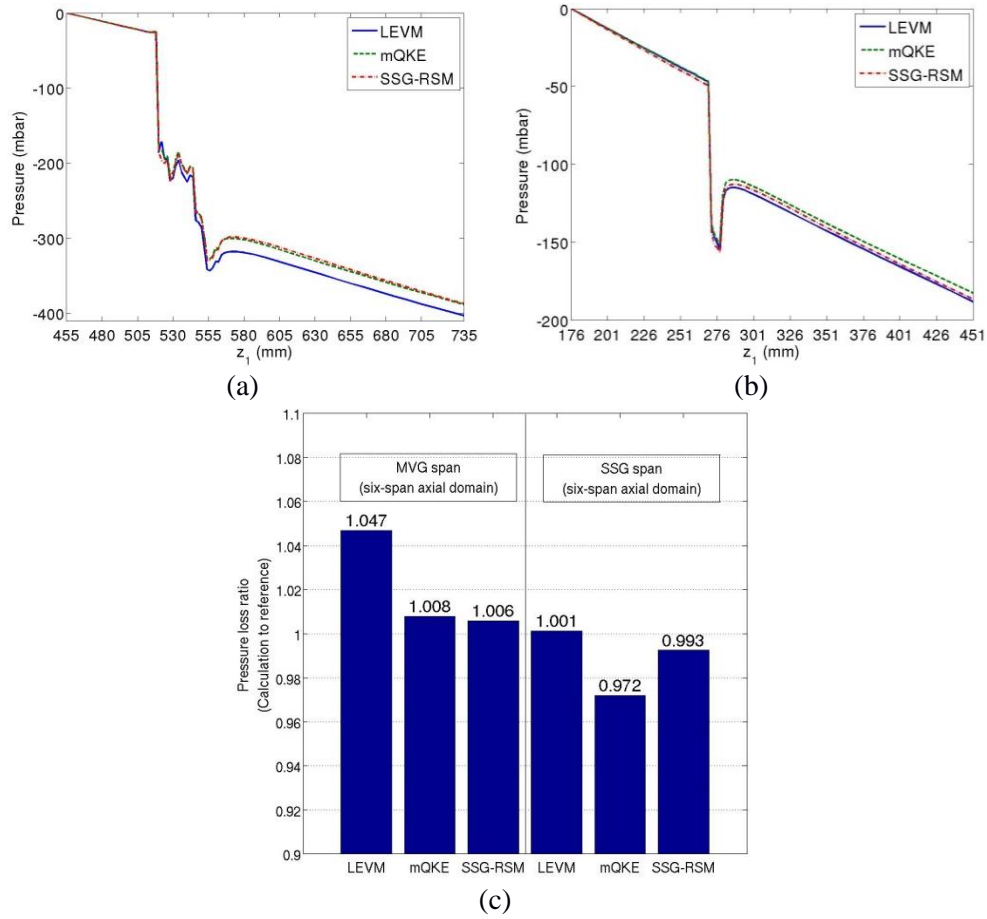 0
-100
-200
-300
-400
Pressure (mbar)
LEVM
mQKE
SSG-RSM
455 480 505 530 555 580 605 630 655 680 705 735
z1 (mm)
(a)
0
-50
-100
-150
-200
Pressure (mbar)
LEVM
mQKE
SSG-RSM
176 201 226 251 276 301 326 351 376 401 426 451
z1 (mm)
(b)
1.1
1.08
1.06
1.04
1.02
1
0.98
0.96
0.94
0.92
0.9
Pressure loss ratio
(Calculation to reference)
MVG span
(six-span axial domain)
SSG span
(six-span axial domain)
1.047
1.008
1.006
1.001
0.972
0.993
LEVM mQKE SSG-RSM LEVM mQKE SSG-RSM
(c)